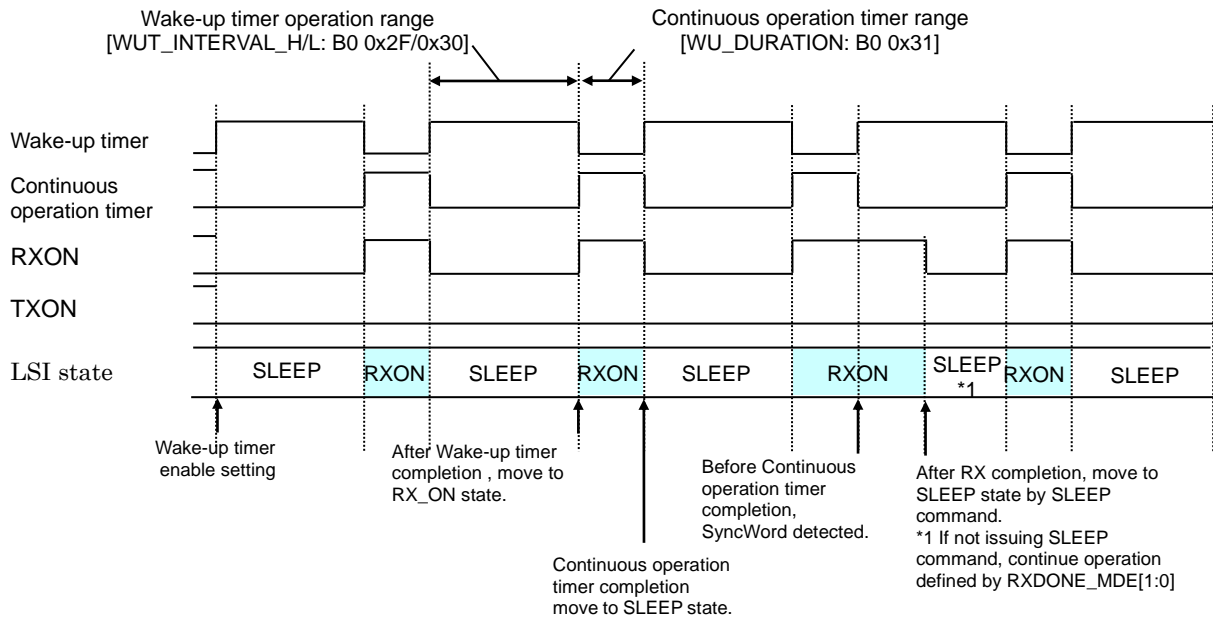 Wake-up timer operation range
[WUT_INTERVAL_H/L: B0 0x2F/0x30]
Continuous operation timer range
[WU_DURATION: B0 0x31]
Wake-up timer
Continuous
operation timer
RXON
TXON
LSI state
SLEEP
RXON
SLEEP
RXON
SLEEP
RXON
SLEEP
*1
RXON
SLEEP
Wake-up timer
enable setting
After Wake-up timer
completion , move to
RX_ON state.
Continuous operation
timer completion
move to SLEEP state.
Before Continuous
operation timer
completion,
SyncWord detected.
After RX completion, move to
SLEEP state by SLEEP
command.
*1 If not issuing SLEEP
command, continue operation
defined by RXDONE_MDE[1:0]